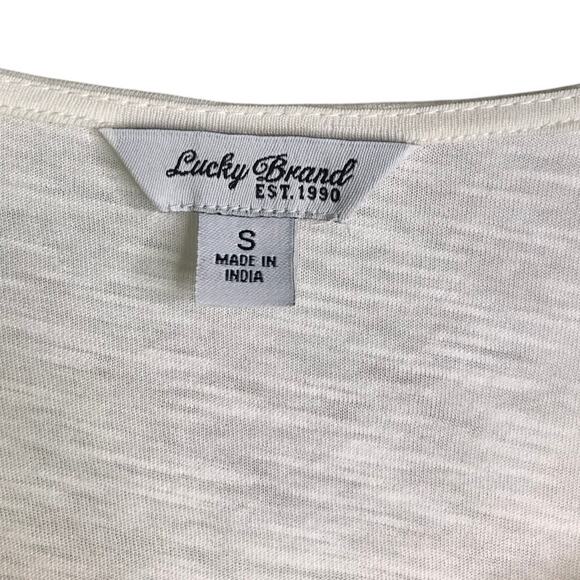 Lucky Brand
EST. 1990
S
MADE IN
INDIA